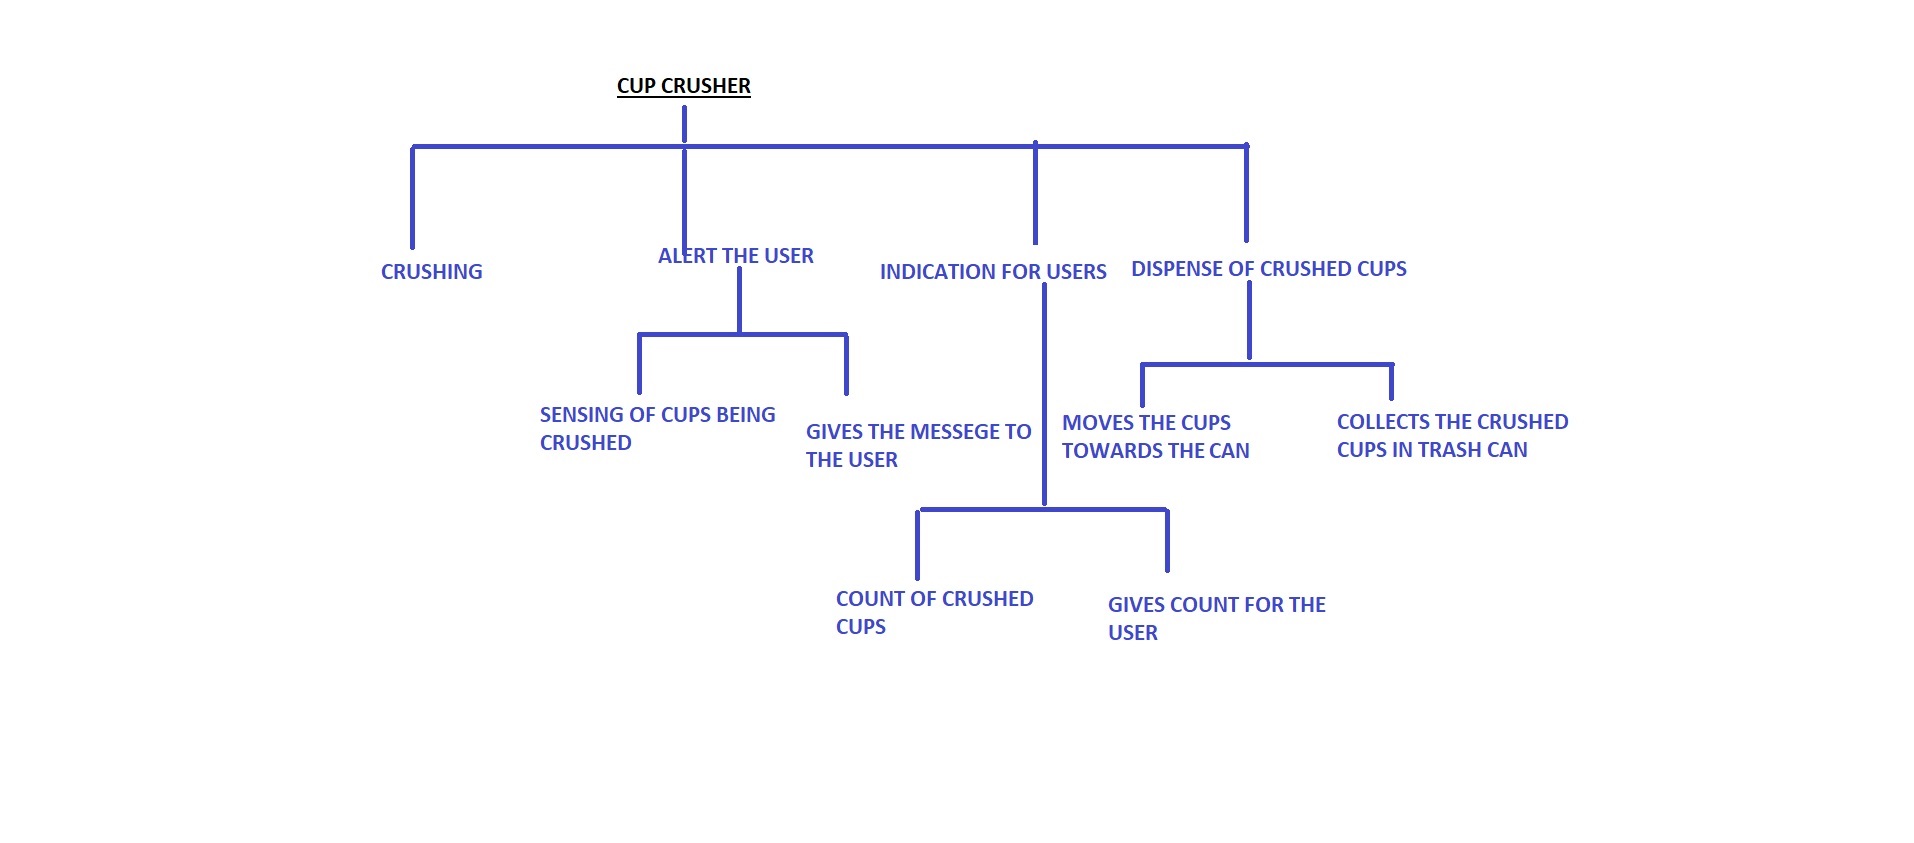 CUP CRUSHER
CRUSHING
ALERT THE USER
INDICATION FOR USERS
DISPENSE OF CRUSHED CUPS
SENSING OF CUPS BEING
CRUSHED
GIVES THE MESSEGE TO
THE USER
MOVES THE CUPS
TOWARDS THE CAN
COLLECTS THE CRUSHED
CUPS IN TRASH CAN
COUNT OF CRUSHED
CUPS
GIVES COUNT FOR THE
USER